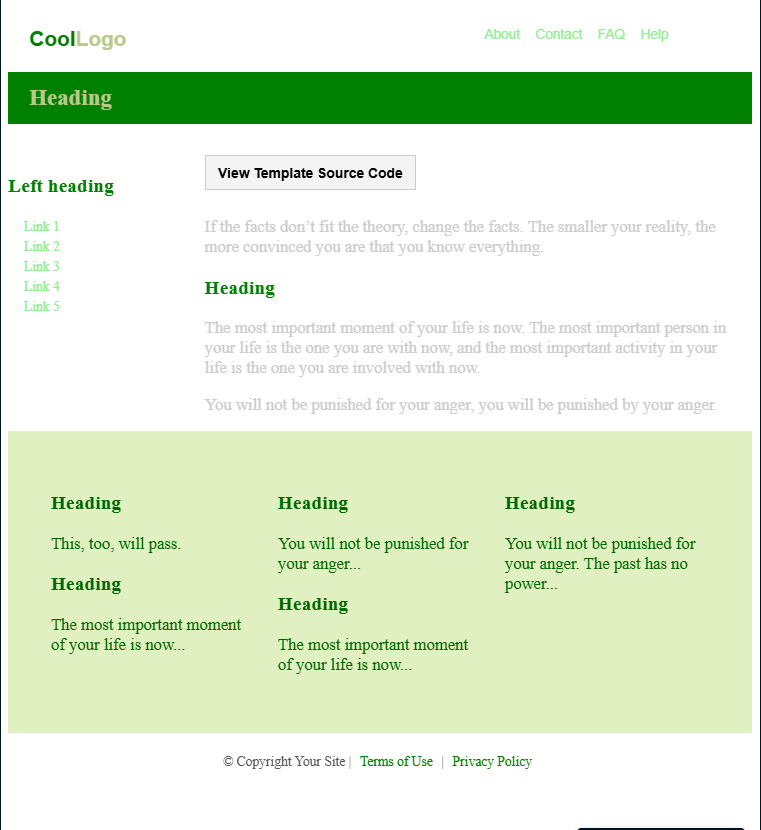 CoolLogo
About Contact FAQ Help
Heading
Left heading
Link 1
Link 2
Link 3
Link 4
Link 5
View Template Source Code
If the facts don’t fit the theory, change the facts. The smaller your reality, the
more convinced you are that you know everything.
Heading
The most important moment of your life is now. The most important person in
your life is the one you are with now, and the most important activity in your
life is the one you are involved with now.
You will not be punished for your anger, you will be punished by your anger.
Heading
This, too, will pass.
Heading
The most important moment
of your life is now...
Heading
You will not be punished for
your anger...
Heading
The most important moment
of your life is now...
Heading
You will not be punished for
your anger. The past has no
power...
© Copyright Your Site | Terms of Use | Privacy Policy